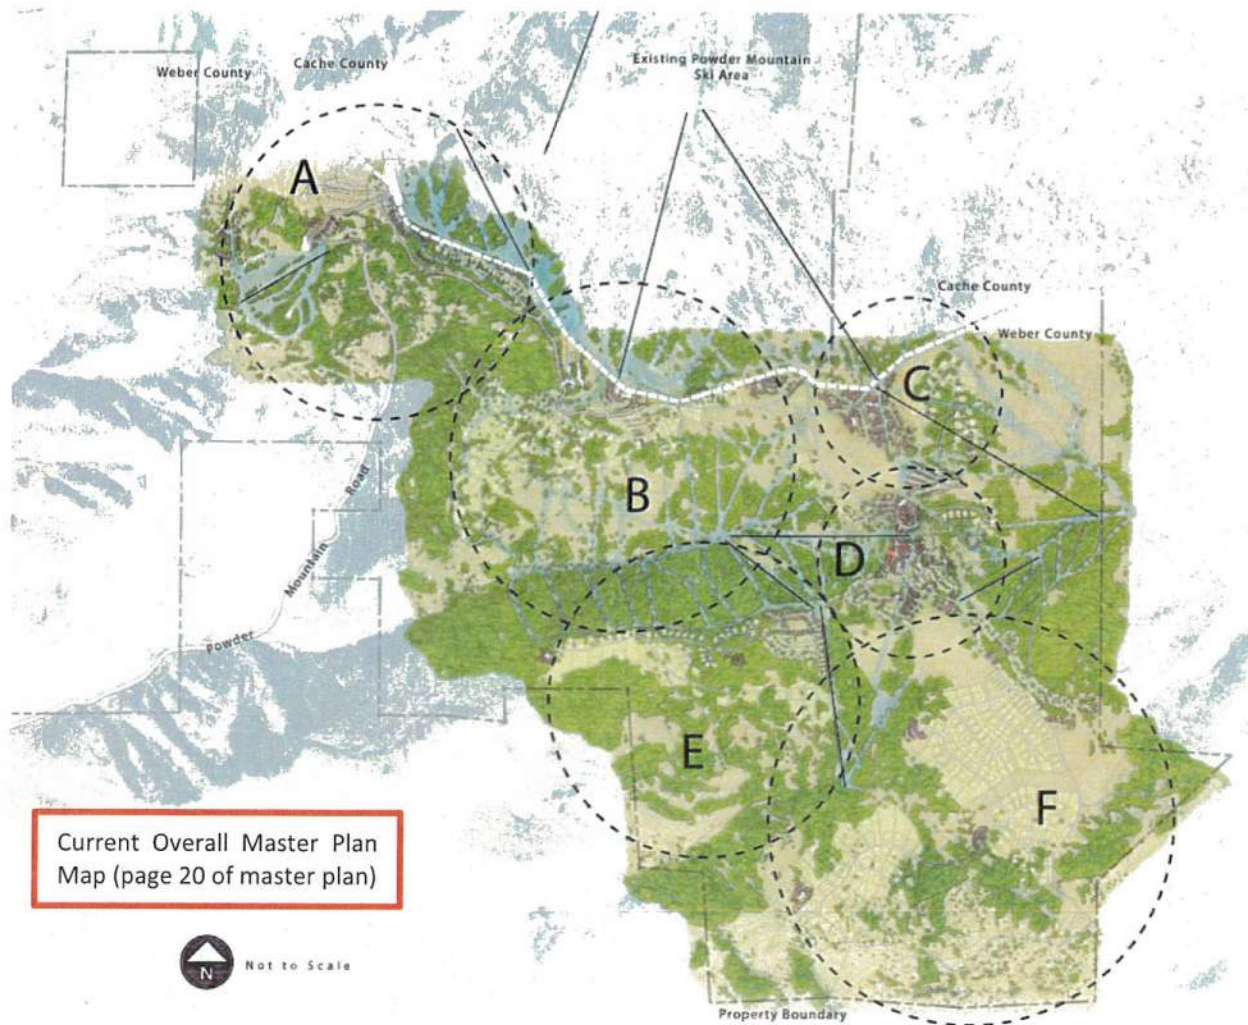 Weber County
Cache County
Existing Powder Mountain
Ski Area
A
Cache County
Weber County
C
B
D
Powder Mountain Road
E
F
Current Overall Master Plan
Map (page 20 of master plan)
N
Not to Scale
Property Boundary